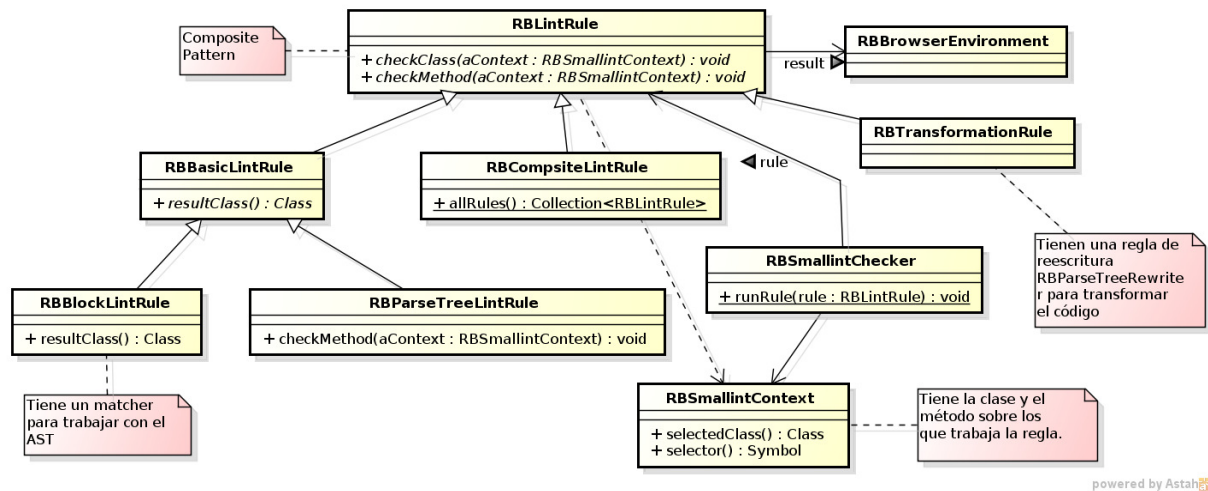 RBLintRule
+ checkClass(aContext : RBSmallintContext) : void
+ checkMethod(aContext : RBSmallintContext) : void
Composite
Pattern
RBBrowserEnvironment
result
RBTransformationRule
RBBasicLintRule
+ resultClass() : Class
RBCompsiteLintRule
+ allRules() : Collection<RBLintRule>
rule
RBSmallintChecker
+ runRule(rule : RBLintRule) : void
Tienen una regla de
reescritura
RBParseTreeRewrite
r para transformar
el código
RBBlockLintRule
+ resultClass() : Class
RBParseTreeLintRule
+ checkMethod(aContext : RBSmallintContext) : void
Tiene un matcher
para trabajar con el
AST
RBSmallintContext
+ selectedClass() : Class
+ selector() : Symbol
Tiene la clase y el
método sobre los
que trabaja la regla.
powered by Astah